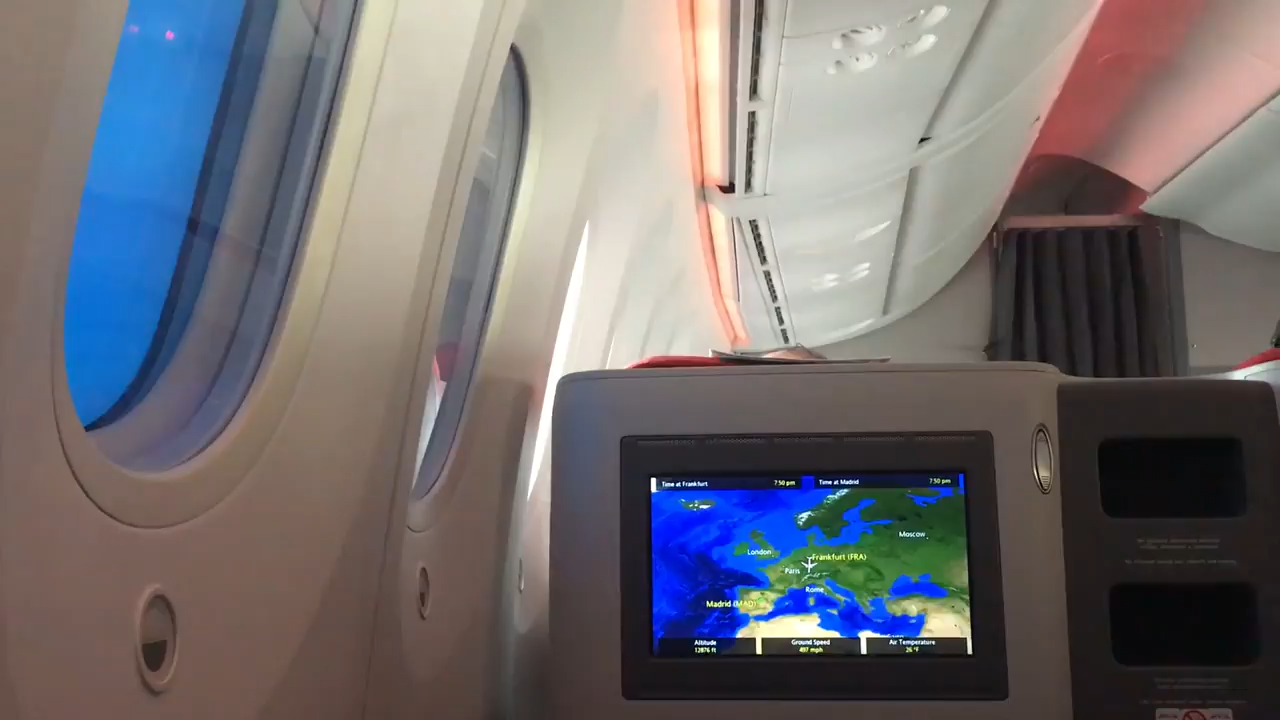 Time at Frankfurt 7:50 pm Time at Madrid 7:50 pm
Moscow
London
Frankfurt (FRA)
Paris
Rome
Madrid (MAD)
Altitude Ground Speed Air Temperature
12876 ft 497 mph 26 °F